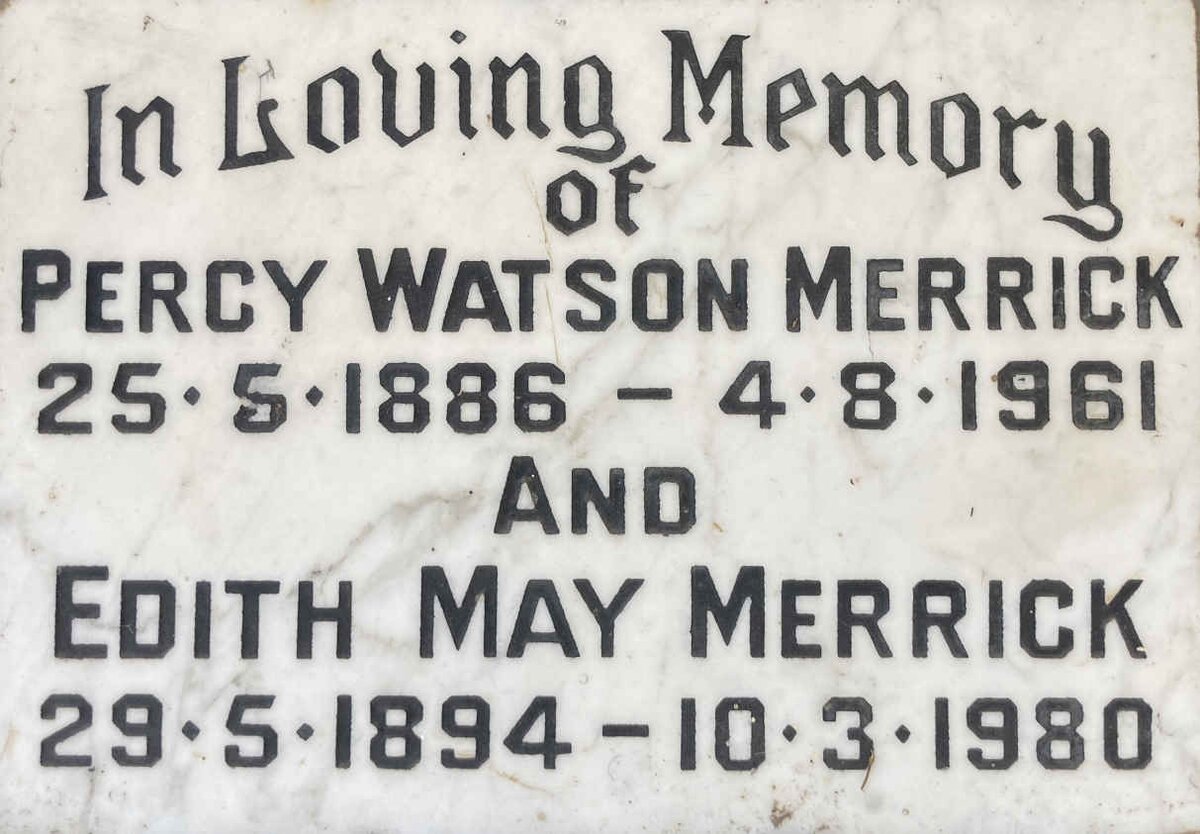 In Loving Memory
of
PERCY WATSON MERRICK
25·5·1886 – 4·8·1961
AND
EDITH MAY MERRICK
29·5·1894 – 10·3·1980